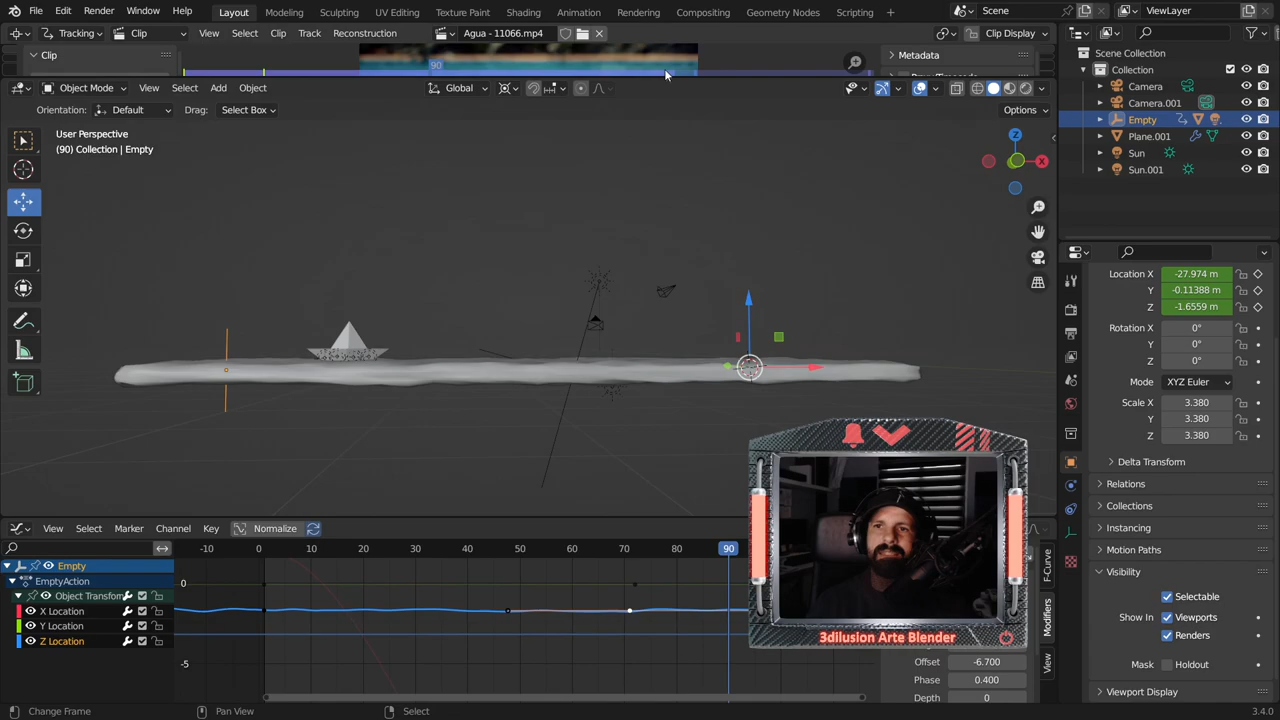 File Edit Render Window Help Layout Modeling Sculpting UV Editing Texture Paint Shading Animation Rendering Compositing Geometry Nodes Scripting + Scene ViewLayer
Tracking Clip View Select Clip Track Reconstruction Agua - 11066.mp4 Clip Display
Clip 90 Metadata
Object Mode View Select Add Object Global
Orientation: Default Drag: Select Box Options
User Perspective
(90) Collection | Empty
Z
X
Scene Collection
Collection
Camera
Camera.001
Empty
Plane.001
Sun
Sun.001
Location X -27.974 m
Y -0.11388 m
Z -1.6559 m
Rotation X 0°
Y 0°
Z 0°
Mode XYZ Euler
Scale X 3.380
Y 3.380
Z 3.380
Delta Transform
Relations
Collections
Instancing
Motion Paths
Visibility
Selectable
Show In Viewports
Renders
Mask Holdout
Viewport Display
3dilusion Arte Blender
View Select Marker Channel Key Normalize
-10 0 10 20 30 40 50 60 70 80 90
Empty
EmptyAction
Object Transform
X Location
Y Location
Z Location
0
-5
F-Curve
Modifiers
View
Offset -6.700
Phase 0.400
Depth 0
Change Frame Pan View Select 3.4.0